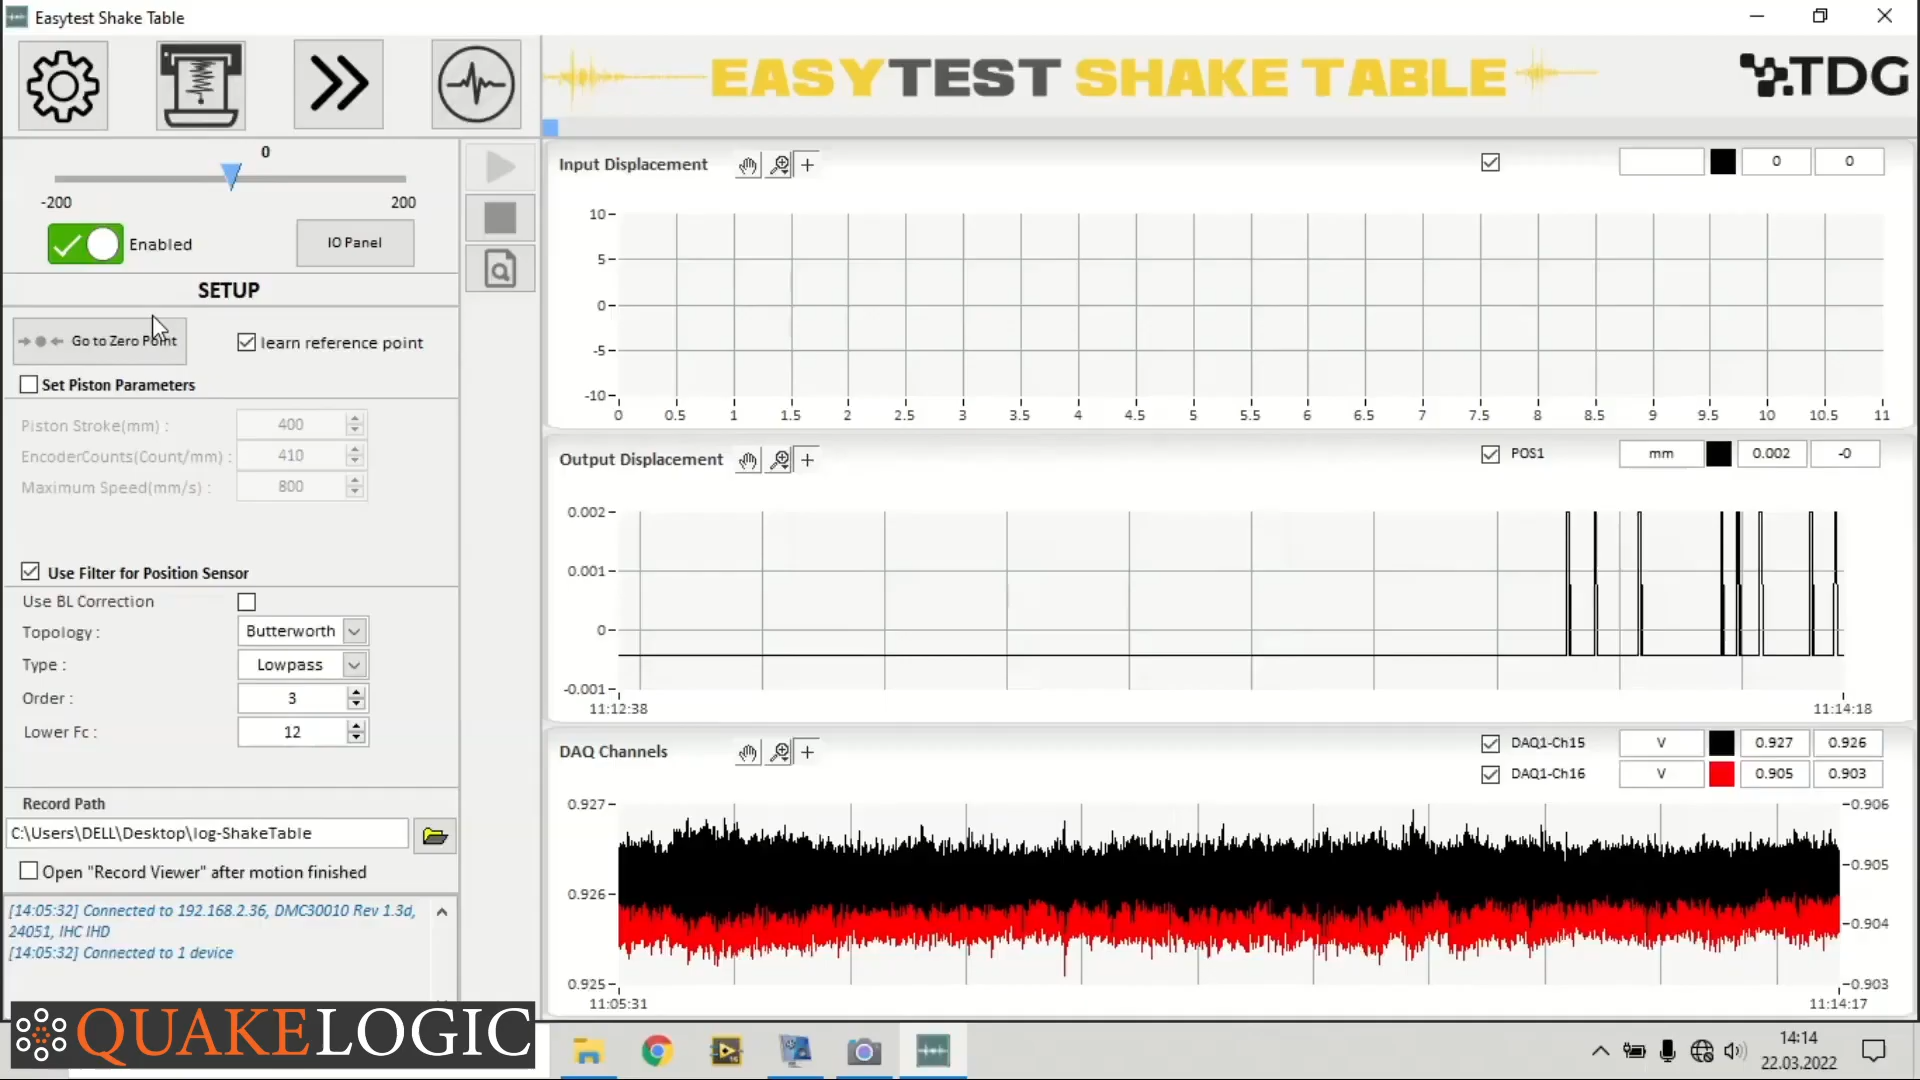 Easytest Shake Table
EASYTEST SHAKE TABLE
TDG
0
-200
200
Enabled
IO Panel
SETUP
Go to Zero Point
learn reference point
Set Piston Parameters
Piston Stroke(mm) :
400
EncoderCounts(Count/mm) :
410
Maximum Speed(mm/s) :
800
Use Filter for Position Sensor
Use BL Correction
Topology :
Butterworth
Type :
Lowpass
Order :
3
Lower Fc :
12
Record Path
C:\Users\DELL\Desktop\log-ShakeTable
Open "Record Viewer" after motion finished
[14:05:32] Connected to 192.168.2.36, DMC30010 Rev 1.3d,
24051, IHC IHD
[14:05:32] Connected to 1 device
QUAKELOGIC
Input Displacement
0
0
10
5
0
-5
-10
0 0.5 1 1.5 2 2.5 3 3.5 4 4.5 5 5.5 6 6.5 7 7.5 8 8.5 9 9.5 10 10.5 11
Output Displacement
POS1
mm
0.002
-0
0.002
0.001
0
-0.001
11:12:38
11:14:18
DAQ Channels
DAQ1-Ch15
V
0.927
0.926
DAQ1-Ch16
V
0.905
0.903
0.927
0.926
0.925
0.906
0.905
0.904
0.903
11:05:31
11:14:17
14:14
22.03.2022